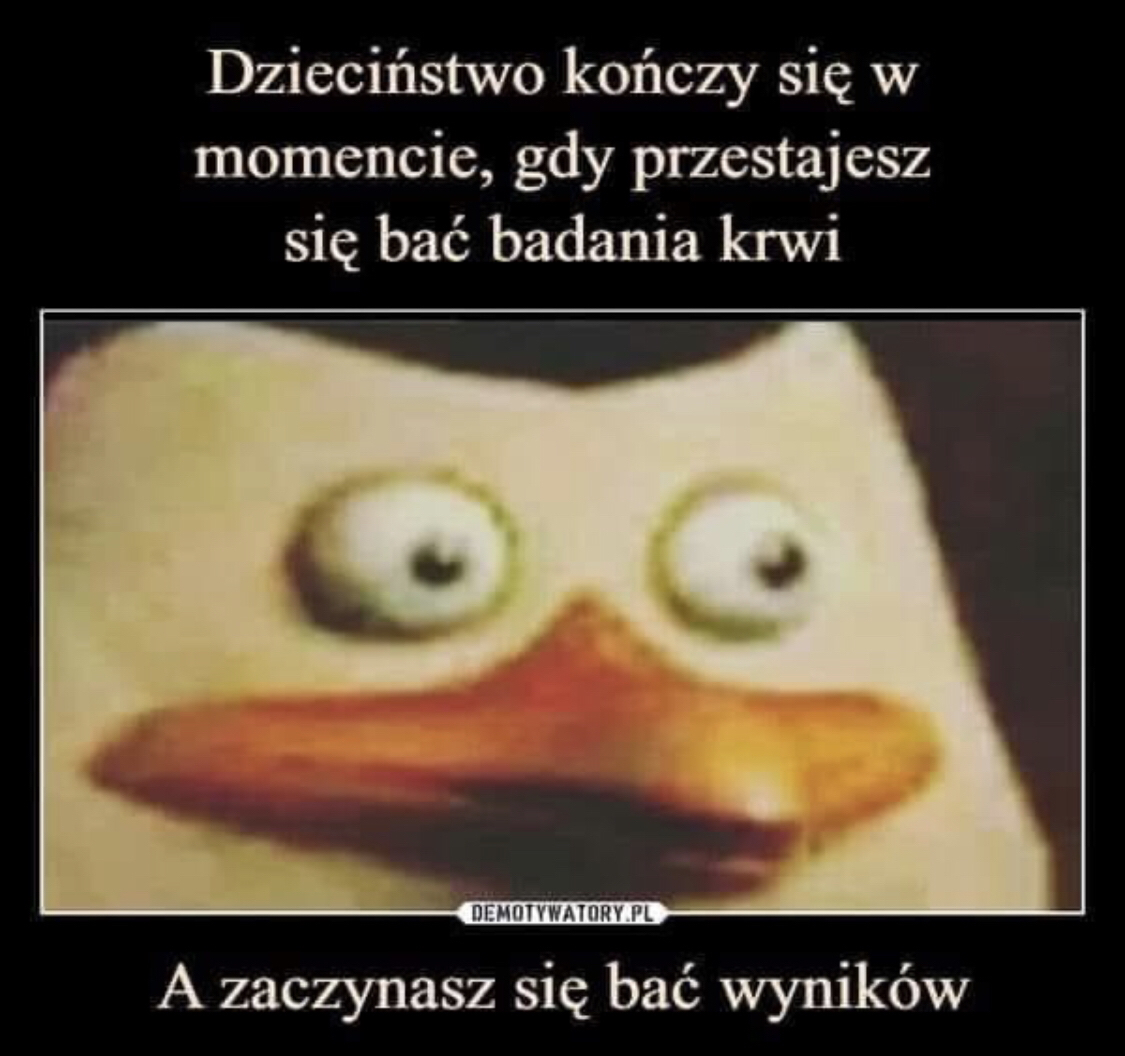 Dzieciństwo kończy się w
momencie, gdy przestajesz
się bać badania krwi
DEMOTYWATORY.PL
A zaczynasz się bać wyników